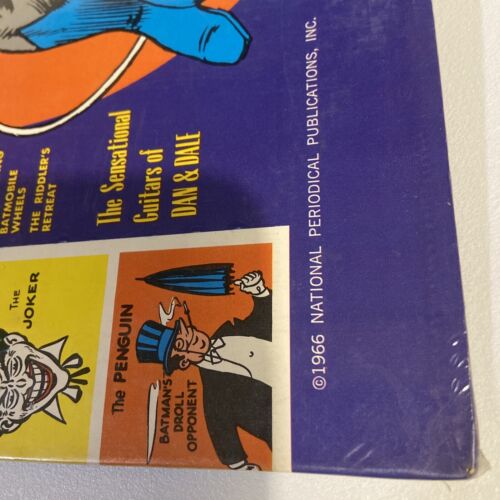 BATMOBILE
WHEELS
THE RIDDLER'S
RETREAT
The Sensational
Guitars of
DAN & DALE
THE
JOKER
The PENGUIN
BATMAN'S
DROLL
OPPONENT
©1966 NATIONAL PERIODICAL PUBLICATIONS, INC.